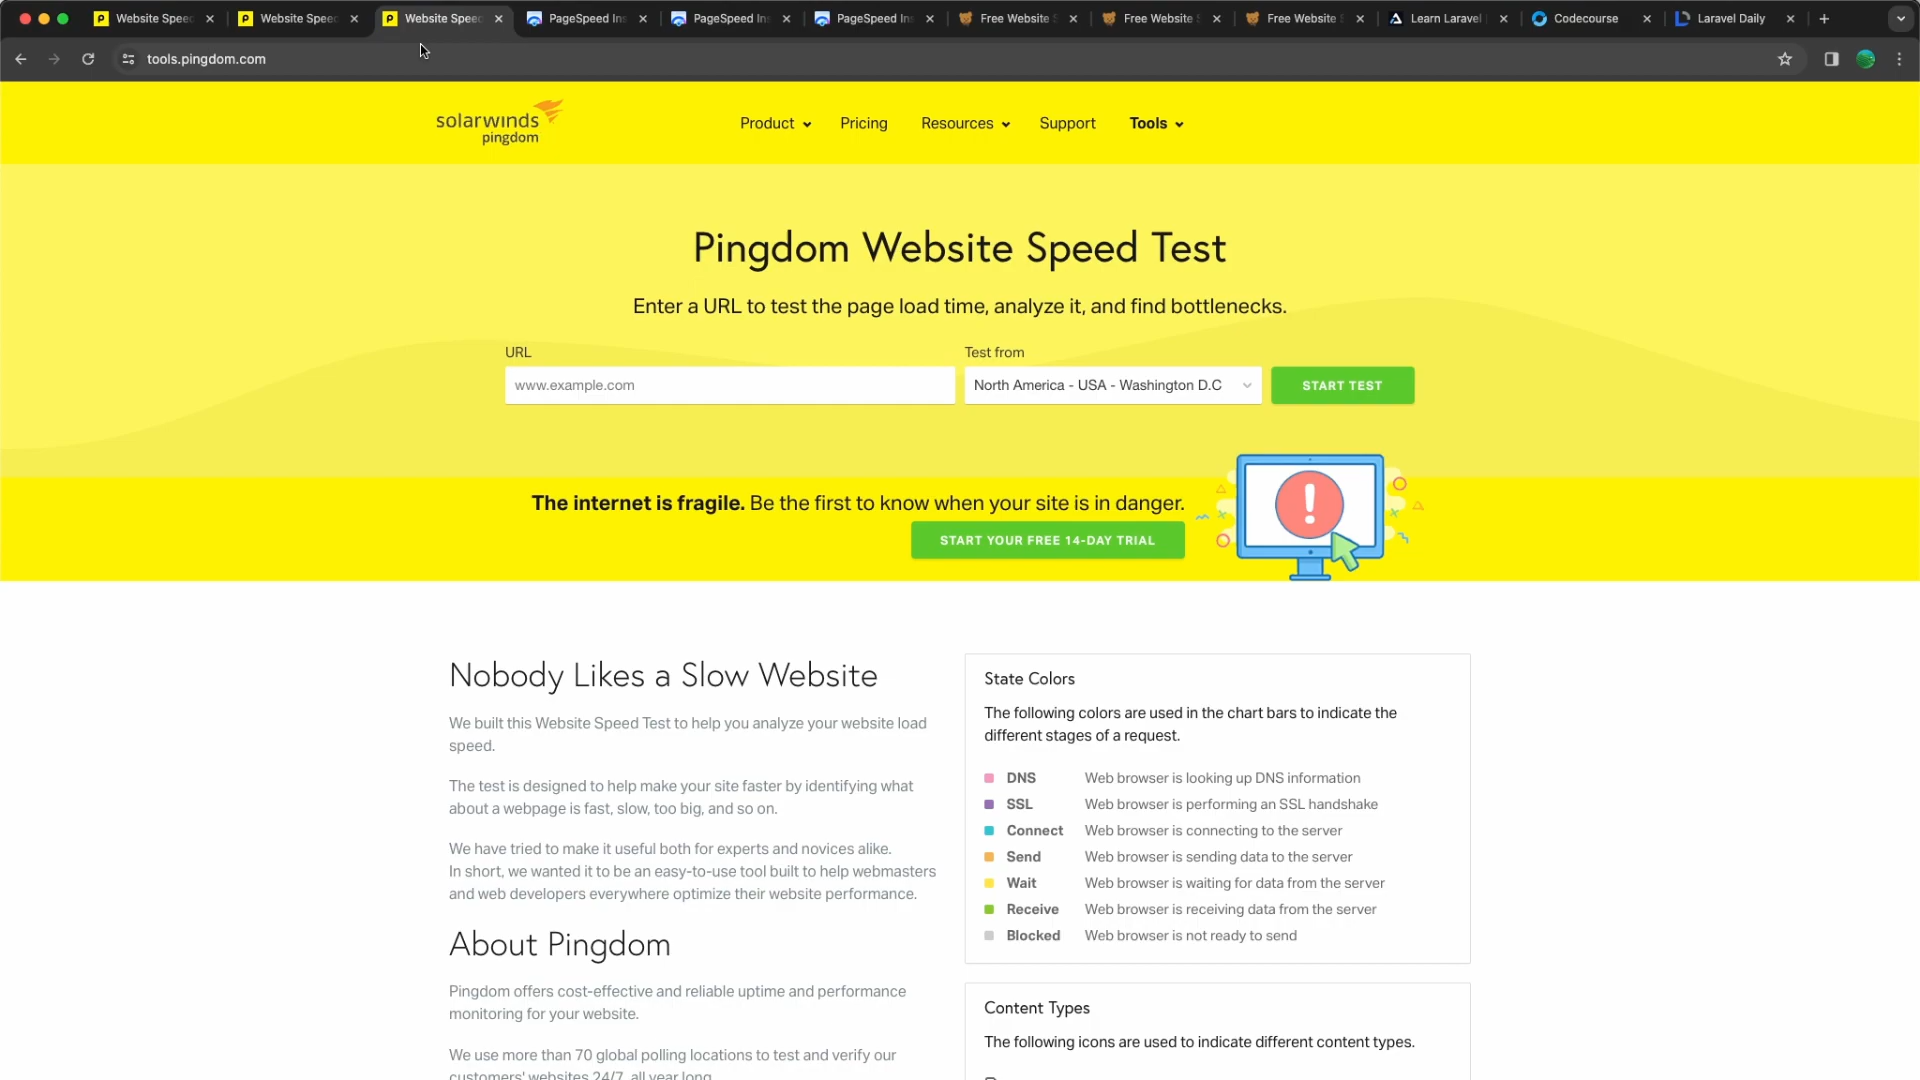 Website Speed
Website Speed
Website Speed
PageSpeed Ins
PageSpeed Ins
PageSpeed Ins
Free Website S
Free Website S
Free Website S
Learn Laravel
Codecourse
Laravel Daily
tools.pingdom.com
solarwinds
pingdom
Product
Pricing
Resources
Support
Tools
Pingdom Website Speed Test
Enter a URL to test the page load time, analyze it, and find bottlenecks.
URL
Test from
www.example.com
North America - USA - Washington D.C
START TEST
The internet is fragile. Be the first to know when your site is in danger.
START YOUR FREE 14-DAY TRIAL
Nobody Likes a Slow Website
We built this Website Speed Test to help you analyze your website load
speed.
The test is designed to help make your site faster by identifying what
about a webpage is fast, slow, too big, and so on.
We have tried to make it useful both for experts and novices alike.
In short, we wanted it to be an easy-to-use tool built to help webmasters
and web developers everywhere optimize their website performance.
About Pingdom
Pingdom offers cost-effective and reliable uptime and performance
monitoring for your website.
We use more than 70 global polling locations to test and verify our
customers' websites 24/7, all year long.
State Colors
The following colors are used in the chart bars to indicate the
different stages of a request.
DNS Web browser is looking up DNS information
SSL Web browser is performing an SSL handshake
Connect Web browser is connecting to the server
Send Web browser is sending data to the server
Wait Web browser is waiting for data from the server
Receive Web browser is receiving data from the server
Blocked Web browser is not ready to send
Content Types
The following icons are used to indicate different content types.